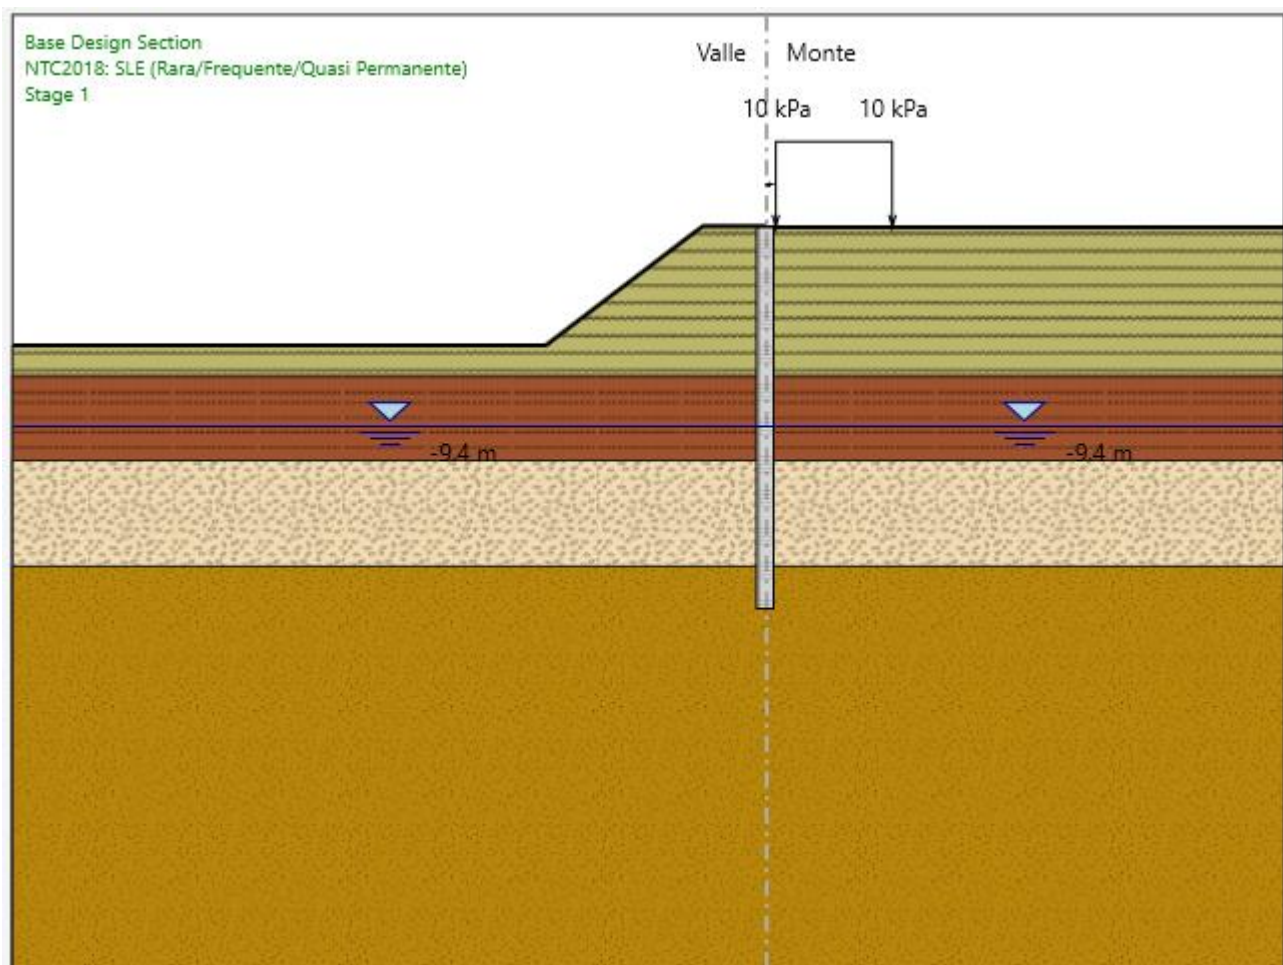 Base Design Section
NTC2018: SLE (Rara/Frequente/Quasi Permanente)
Stage 1
Valle Monte
10 kPa 10 kPa
-9.4 m -9.4 m